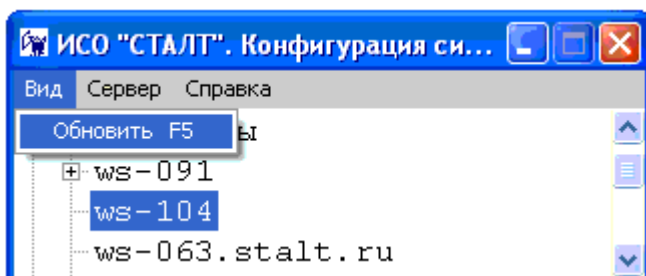 ИСО "СТАЛТ". Конфигурация си...
Вид Сервер Справка
Обновить F5 ы
ws-091
ws-104
ws-063.stalt.ru